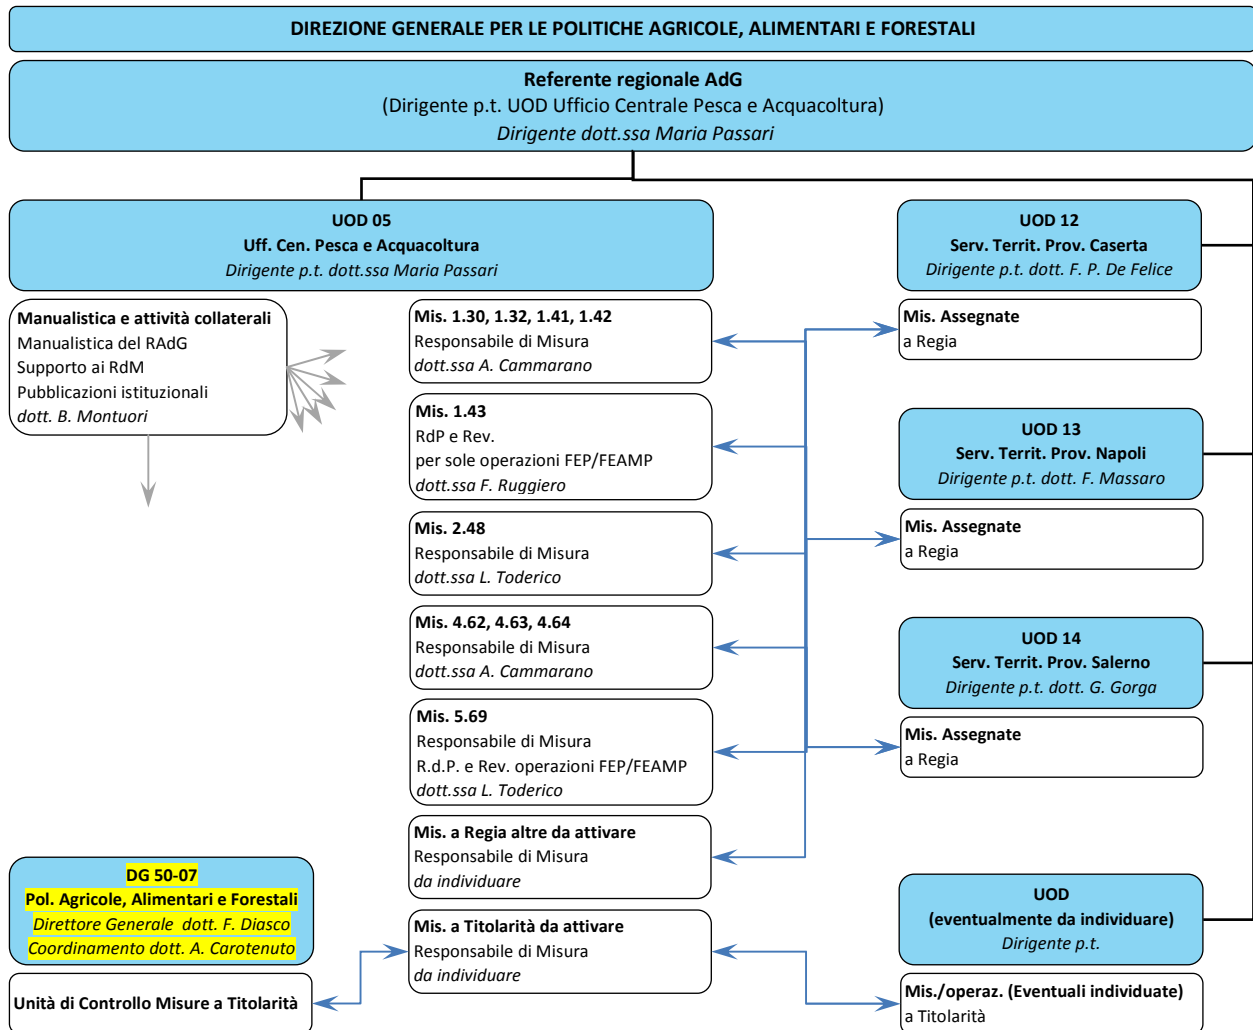 DIREZIONE GENERALE PER LE POLITICHE AGRICOLE, ALIMENTARI E FORESTALI
Referente regionale AdG
(Dirigente p.t. UOD Ufficio Centrale Pesca e Acquacoltura)
Dirigente dott.ssa Maria Passari
UOD 05
Uff. Cen. Pesca e Acquacoltura
Dirigente p.t. dott.ssa Maria Passari
Manualistica e attività collaterali
Manualistica del RAdG
Supporto ai RdM
Pubblicazioni istituzionali
dott. B. Montuori
Mis. 1.30, 1.32, 1.41, 1.42
Responsabile di Misura
dott.ssa A. Cammarano
Mis. 1.43
RdP e Rev.
per sole operazioni FEP/FEAMP
dott.ssa F. Ruggiero
Mis. 2.48
Responsabile di Misura
dott.ssa L. Toderico
Mis. 4.62, 4.63, 4.64
Responsabile di Misura
dott.ssa A. Cammarano
Mis. 5.69
Responsabile di Misura
R.d.P. e Rev. operazioni FEP/FEAMP
dott.ssa L. Toderico
Mis. a Regia altre da attivare
Responsabile di Misura
da individuare
Mis. a Titolarità da attivare
Responsabile di Misura
da individuare
DG 50-07
Pol. Agricole, Alimentari e Forestali
Direttore Generale dott. F. Diasco
Coordinamento dott. A. Carotenuto
Unità di Controllo Misure a Titolarità
UOD 12
Serv. Territ. Prov. Caserta
Dirigente p.t. dott. F. P. De Felice
Mis. Assegnate
a Regia
UOD 13
Serv. Territ. Prov. Napoli
Dirigente p.t. dott. F. Massaro
Mis. Assegnate
a Regia
UOD 14
Serv. Territ. Prov. Salerno
Dirigente p.t. dott. G. Gorga
Mis. Assegnate
a Regia
UOD
(eventualmente da individuare)
Dirigente p.t.
Mis./operaz. (Eventuali individuate)
a Titolarità